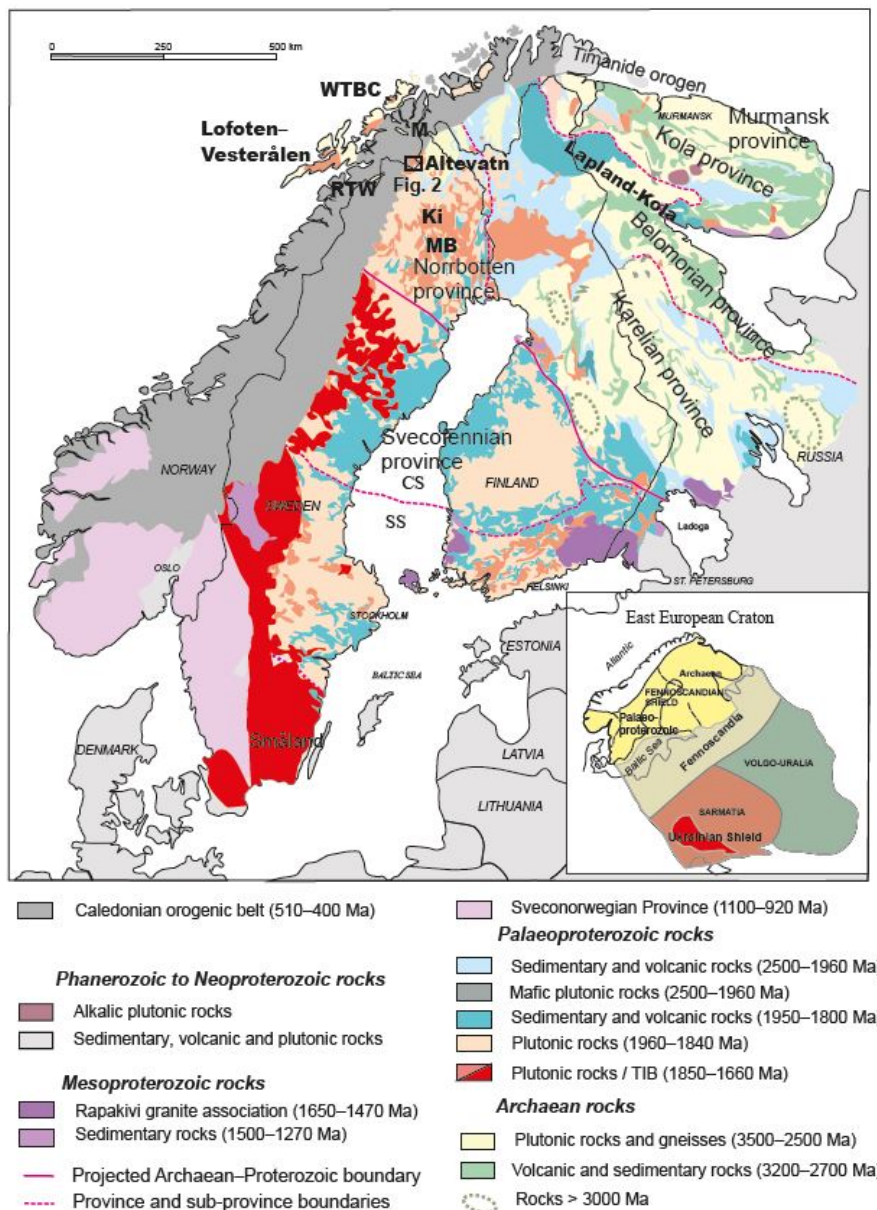 0 250 500 km
Timanide orogen
WTBC
MURMANSK
Murmansk
province
Lofoten–
Vesterålen
M
Kola province
Altevatn
Fig. 2
RTW
Lapland-Kola
Ki
MB
Norrbotten
province
Belomorian province
Karelian province
Svecofennian
province
CS
SS
NORWAY
SWEDEN
FINLAND
RUSSIA
Ladoga
OSLO
HELSINKI
ST. PETERSBURG
STOCKHOLM
ESTONIA
BALTIC SEA
Småland
DENMARK
LATVIA
LITHUANIA
East European Craton
Atlantic
Archaean
FENNOSCANDIAN
SHIELD
Palaeo-
proterozoic
Baltic Sea
Fennoscandia
VOLGO-URALIA
SARMATIA
Ukrainian Shield
Caledonian orogenic belt (510–400 Ma)
Phanerozoic to Neoproterozoic rocks
Alkalic plutonic rocks
Sedimentary, volcanic and plutonic rocks
Mesoproterozoic rocks
Rapakivi granite association (1650–1470 Ma)
Sedimentary rocks (1500–1270 Ma)
Projected Archaean–Proterozoic boundary
Province and sub-province boundaries
Sveconorwegian Province (1100–920 Ma)
Palaeoproterozoic rocks
Sedimentary and volcanic rocks (2500–1960 Ma)
Mafic plutonic rocks (2500–1960 Ma)
Sedimentary and volcanic rocks (1950–1800 Ma)
Plutonic rocks (1960–1840 Ma)
Plutonic rocks / TIB (1850–1660 Ma)
Archaean rocks
Plutonic rocks and gneisses (3500–2500 Ma)
Volcanic and sedimentary rocks (3200–2700 Ma)
Rocks > 3000 Ma